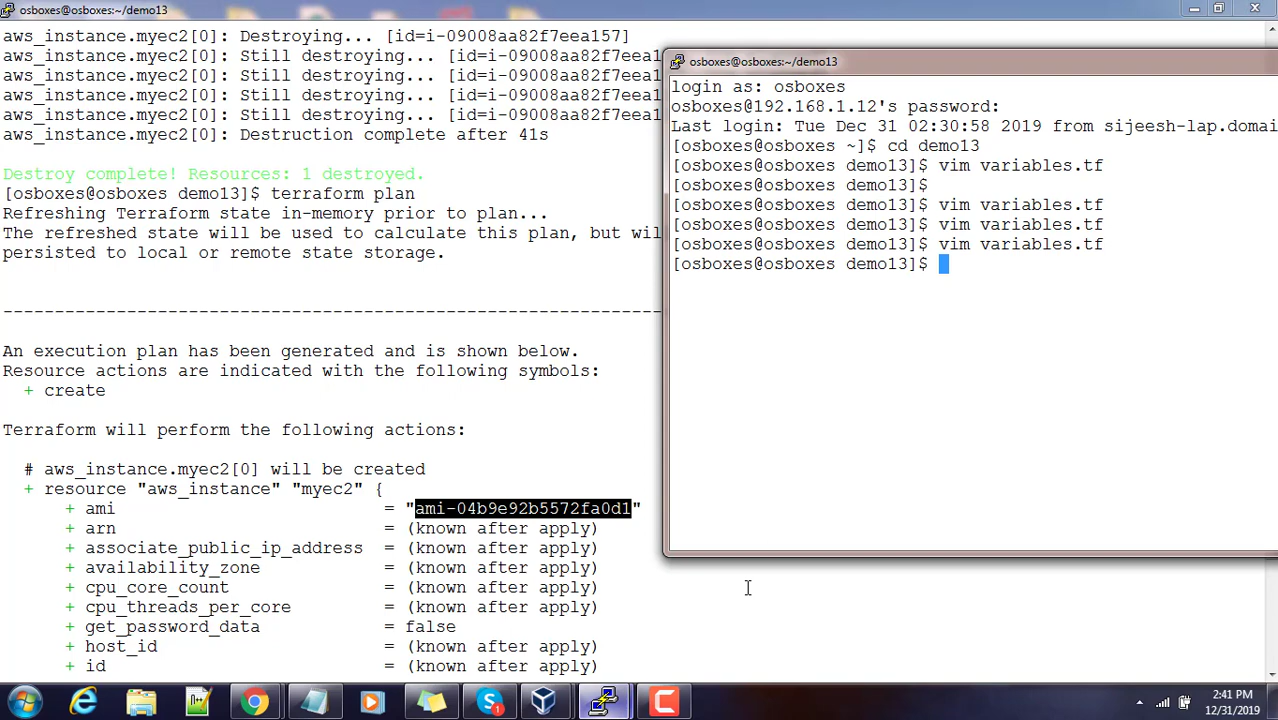 osboxes@osboxes:~/demo13
aws_instance.myec2[0]: Destroying... [id=i-09008aa82f7eea157]
aws_instance.myec2[0]: Still destroying... [id=i-09008aa82f7eea1
aws_instance.myec2[0]: Still destroying... [id=i-09008aa82f7eea1
aws_instance.myec2[0]: Still destroying... [id=i-09008aa82f7eea1
aws_instance.myec2[0]: Still destroying... [id=i-09008aa82f7eea1
aws_instance.myec2[0]: Destruction complete after 41s
Destroy complete! Resources: 1 destroyed.
[osboxes@osboxes demo13]$ terraform plan
Refreshing Terraform state in-memory prior to plan...
The refreshed state will be used to calculate this plan, but wil
persisted to local or remote state storage.
------------------------------------------------------------------------
An execution plan has been generated and is shown below.
Resource actions are indicated with the following symbols:
+ create
Terraform will perform the following actions:
# aws_instance.myec2[0] will be created
+ resource "aws_instance" "myec2" {
+ ami = "ami-04b9e92b5572fa0d1"
+ arn = (known after apply)
+ associate_public_ip_address = (known after apply)
+ availability_zone = (known after apply)
+ cpu_core_count = (known after apply)
+ cpu_threads_per_core = (known after apply)
+ get_password_data = false
+ host_id = (known after apply)
+ id = (known after apply)
osboxes@osboxes:~/demo13
login as: osboxes
osboxes@192.168.1.12's password:
Last login: Tue Dec 31 02:30:58 2019 from sijeesh-lap.domai
[osboxes@osboxes ~]$ cd demo13
[osboxes@osboxes demo13]$ vim variables.tf
[osboxes@osboxes demo13]$
[osboxes@osboxes demo13]$ vim variables.tf
[osboxes@osboxes demo13]$ vim variables.tf
[osboxes@osboxes demo13]$ vim variables.tf
[osboxes@osboxes demo13]$
2:41 PM
12/31/2019